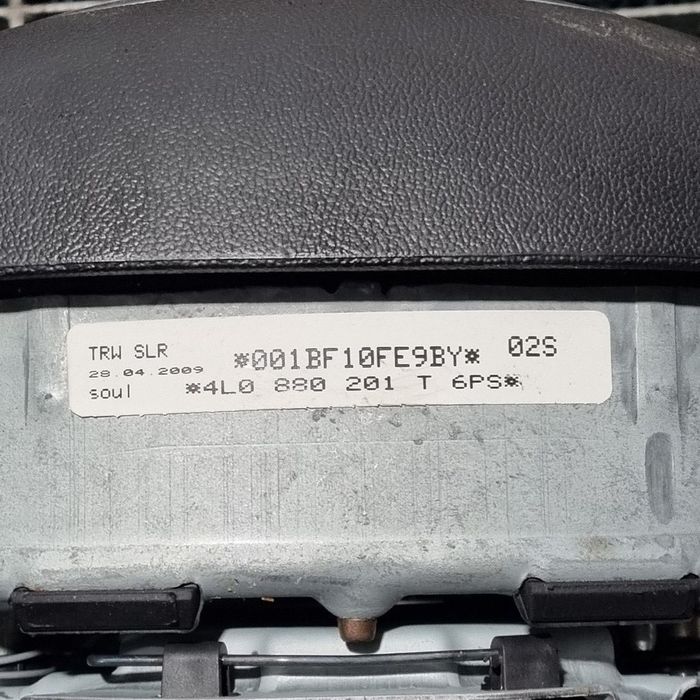 TRW SLR *001BF10FE9BY* 02S
28.04.2009
soul *4L0 880 201 T 6PS*